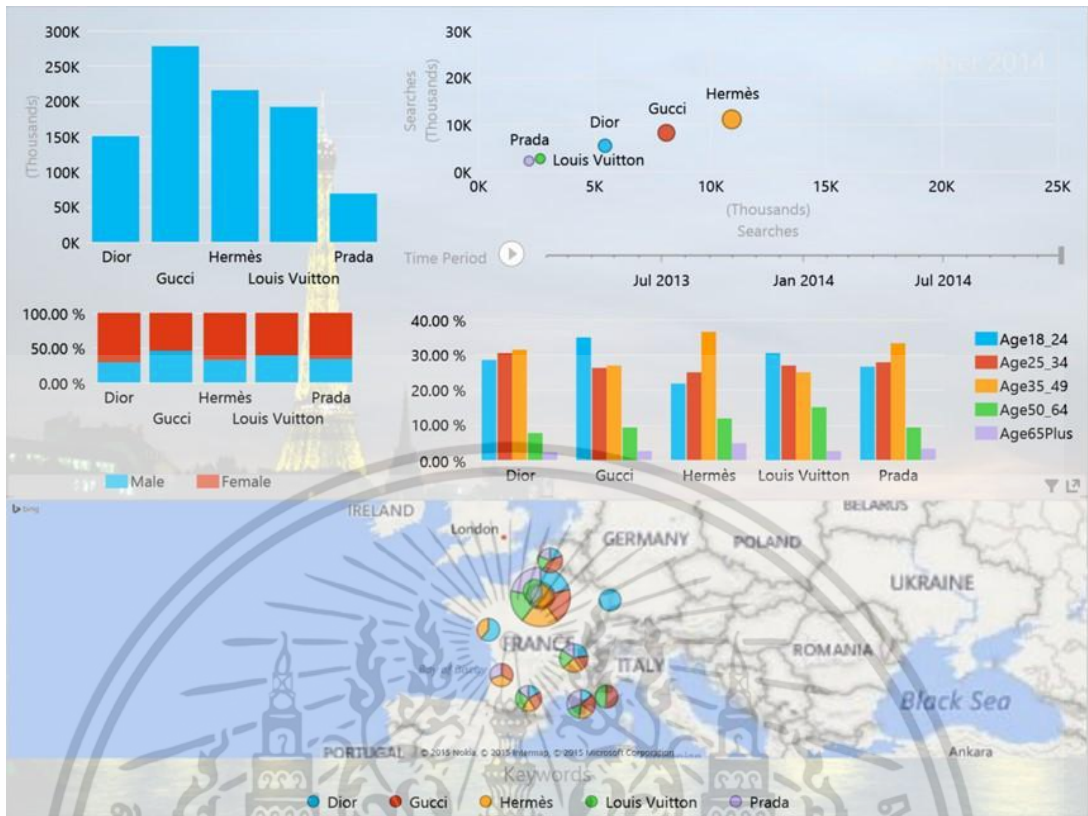 300K
250K
200K
150K
100K
50K
0K
(Thousands)
Dior
Gucci
Hermès
Louis Vuitton
Prada
30K
20K
10K
0K
Searches
(Thousands)
2014
Hermès
Gucci
Dior
Prada
Louis Vuitton
0K 5K 10K 15K 20K 25K
(Thousands)
Searches
Time Period
Jul 2013 Jan 2014 Jul 2014
100.00 %
50.00 %
0.00 %
Dior
Gucci
Hermès
Louis Vuitton
Prada
Male Female
40.00 %
30.00 %
20.00 %
10.00 %
0.00 %
Dior Gucci Hermès Louis Vuitton Prada
Age18_24
Age25_34
Age35_49
Age50_64
Age65Plus
bing
IRELAND
BELARUS
London
GERMANY
POLAND
UKRAINE
FRANCE
ITALY
ROMANIA
Bay of Biscay
Black Sea
PORTUGAL
© 2015 Nokia, © 2015 Intermap, © 2015 Microsoft Corporation
Ankara
Keywords
Dior Gucci Hermès Louis Vuitton Prada